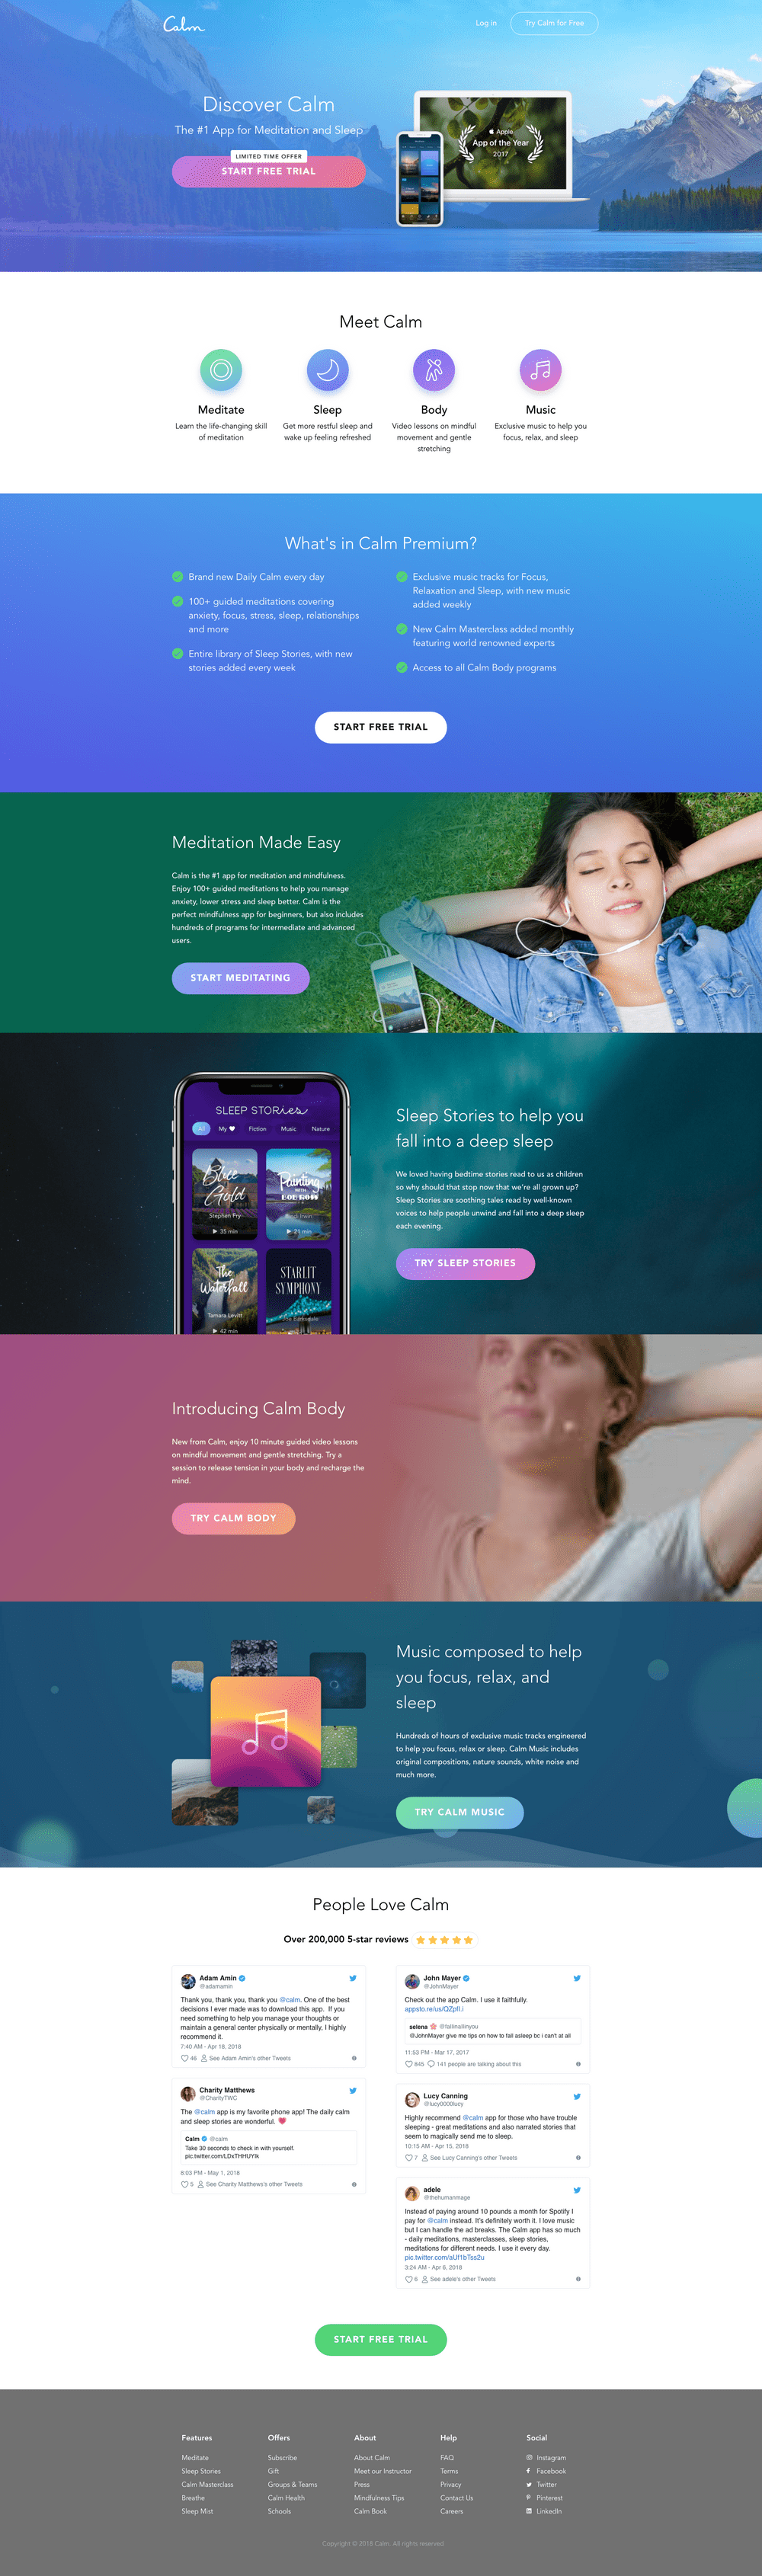 Calm
Log in
Try Calm for Free
Discover Calm
The #1 App for Meditation and Sleep
LIMITED TIME OFFER
START FREE TRIAL
Apple
App of the Year
2017
Meet Calm
Meditate
Learn the life-changing skill
of meditation
Sleep
Get more restful sleep and
wake up feeling refreshed
Body
Video lessons on mindful
movement and gentle
stretching
Music
Exclusive music to help you
focus, relax, and sleep
What's in Calm Premium?
Brand new Daily Calm every day
100+ guided meditations covering
anxiety, focus, stress, sleep, relationships
and more
Entire library of Sleep Stories, with new
stories added every week
Exclusive music tracks for Focus,
Relaxation and Sleep, with new music
added weekly
New Calm Masterclass added monthly
featuring world renowned experts
Access to all Calm Body programs
START FREE TRIAL
Meditation Made Easy
Calm is the #1 app for meditation and mindfulness.
Enjoy 100+ guided meditations to help you manage
anxiety, lower stress and sleep better. Calm is the
perfect mindfulness app for beginners, but also includes
hundreds of programs for intermediate and advanced
users.
START MEDITATING
SLEEP STORIES
All
My
Fiction
Music
Nature
Blue
Gold
Stephen Fry
35 min
Painting
WITH
BOB ROSS
21 min
The
Waterfall
Tamara Levitt
42 min
STARLIT
SYMPHONY
Sleep Stories to help you
fall into a deep sleep
We loved having bedtime stories read to us as children
so why should that stop now that we're all grown up?
Sleep Stories are soothing tales read by well-known
voices to help people unwind and fall into a deep sleep
each evening.
TRY SLEEP STORIES
Introducing Calm Body
New from Calm, enjoy 10 minute guided video lessons
on mindful movement and gentle stretching. Try a
session to release tension in your body and recharge the
mind.
TRY CALM BODY
Music composed to help
you focus, relax, and
sleep
Hundreds of hours of exclusive music tracks engineered
to help you focus, relax or sleep. Calm Music includes
original compositions, nature sounds, white noise and
much more.
TRY CALM MUSIC
People Love Calm
Over 200,000 5-star reviews
Adam Amin
@adamamin
Thank you, thank you, thank you @calm. One of the best
decisions I ever made was to download this app. If you
need something to help you manage your thoughts or
maintain a general center physically or mentally, I highly
recommend it.
7:40 AM - Apr 18, 2018
46 See Adam Amin's other Tweets
Charity Matthews
@CharityTWC
The @calm app is my favorite phone app! The daily calm
and sleep stories are wonderful.
Calm @calm
Take 30 seconds to check in with yourself.
pic.twitter.com/LDxTHHUYIk
8:03 PM - May 1, 2018
5 See Charity Matthews's other Tweets
John Mayer
@JohnMayer
Check out the app Calm. I use it faithfully.
appsto.re/us/QZpfI.i
selena @fallinallinyou
@JohnMayer give me tips on how to fall asleep bc i can't at all
11:53 PM - Mar 17, 2017
845 141 people are talking about this
Lucy Canning
@lucy0000lucy
Highly recommend @calm app for those who have trouble
sleeping - great meditations and also narrated stories that
seem to magically send me to sleep.
10:15 AM - Apr 15, 2018
7 See Lucy Canning's other Tweets
adele
@thehumanmage
Instead of paying around 10 pounds a month for Spotify I
pay for @calm instead. It's definitely worth it. I love music
but I can handle the ad breaks. The Calm app has so much
- daily meditations, masterclasses, sleep stories,
meditations for different needs. I use it every day.
pic.twitter.com/aUf1bTss2u
3:24 AM - Apr 6, 2018
6 See adele's other Tweets
START FREE TRIAL
Features
Meditate
Sleep Stories
Calm Masterclass
Breathe
Sleep Mist
Offers
Subscribe
Gift
Groups & Teams
Calm Health
Schools
About
About Calm
Meet our Instructor
Press
Mindfulness Tips
Calm Book
Help
FAQ
Terms
Privacy
Contact Us
Careers
Social
Instagram
Facebook
Twitter
Pinterest
LinkedIn
Copyright © 2018 Calm. All rights reserved